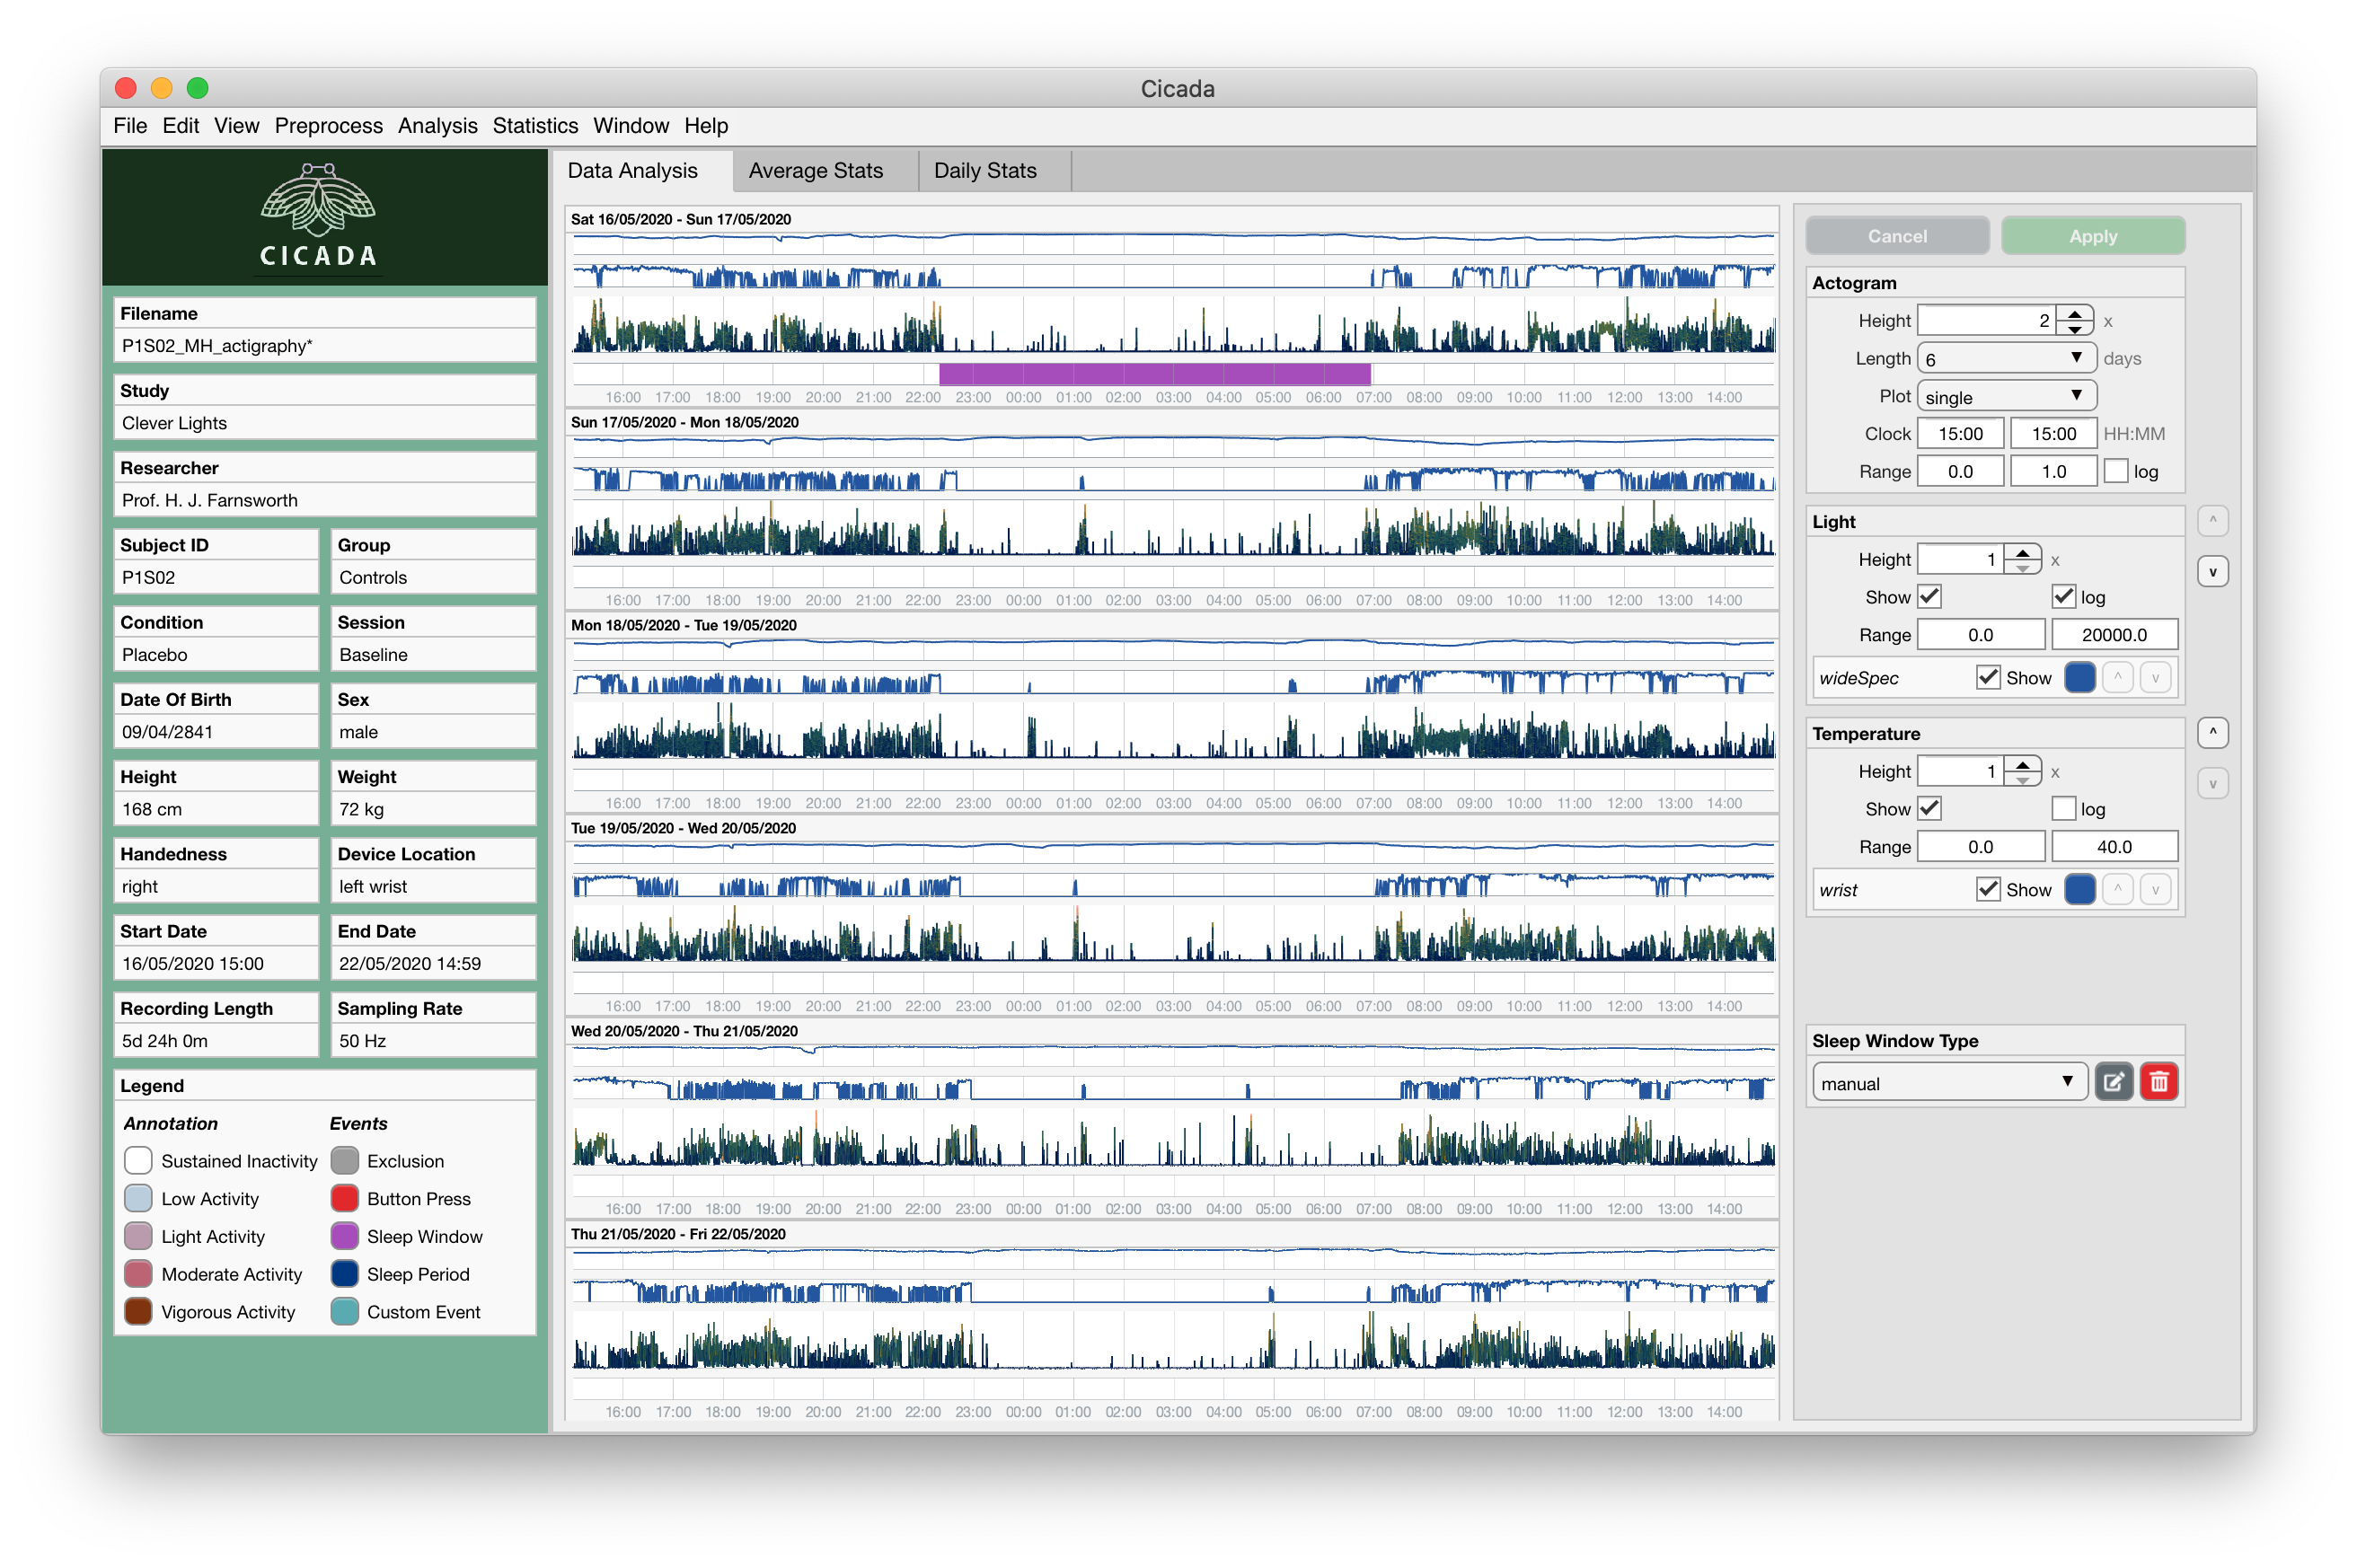 Cicada
File Edit View Preprocess Analysis Statistics Window Help
CICADA
Filename
P1S02_MH_actigraphy*
Study
Clever Lights
Researcher
Prof. H. J. Farnsworth
Subject ID Group
P1S02 Controls
Condition Session
Placebo Baseline
Date Of Birth Sex
09/04/2841 male
Height Weight
168 cm 72 kg
Handedness Device Location
right left wrist
Start Date End Date
16/05/2020 15:00 22/05/2020 14:59
Recording Length Sampling Rate
5d 24h 0m 50 Hz
Legend
Annotation Events
Sustained Inactivity Exclusion
Low Activity Button Press
Light Activity Sleep Window
Moderate Activity Sleep Period
Vigorous Activity Custom Event
Data Analysis Average Stats Daily Stats
Sat 16/05/2020 - Sun 17/05/2020
16:00 17:00 18:00 19:00 20:00 21:00 22:00 23:00 00:00 01:00 02:00 03:00 04:00 05:00 06:00 07:00 08:00 09:00 10:00 11:00 12:00 13:00 14:00
Sun 17/05/2020 - Mon 18/05/2020
16:00 17:00 18:00 19:00 20:00 21:00 22:00 23:00 00:00 01:00 02:00 03:00 04:00 05:00 06:00 07:00 08:00 09:00 10:00 11:00 12:00 13:00 14:00
Mon 18/05/2020 - Tue 19/05/2020
16:00 17:00 18:00 19:00 20:00 21:00 22:00 23:00 00:00 01:00 02:00 03:00 04:00 05:00 06:00 07:00 08:00 09:00 10:00 11:00 12:00 13:00 14:00
Tue 19/05/2020 - Wed 20/05/2020
16:00 17:00 18:00 19:00 20:00 21:00 22:00 23:00 00:00 01:00 02:00 03:00 04:00 05:00 06:00 07:00 08:00 09:00 10:00 11:00 12:00 13:00 14:00
Wed 20/05/2020 - Thu 21/05/2020
16:00 17:00 18:00 19:00 20:00 21:00 22:00 23:00 00:00 01:00 02:00 03:00 04:00 05:00 06:00 07:00 08:00 09:00 10:00 11:00 12:00 13:00 14:00
Thu 21/05/2020 - Fri 22/05/2020
16:00 17:00 18:00 19:00 20:00 21:00 22:00 23:00 00:00 01:00 02:00 03:00 04:00 05:00 06:00 07:00 08:00 09:00 10:00 11:00 12:00 13:00 14:00
Cancel Apply
Actogram
Height 2 x
Length 6 days
Plot single
Clock 15:00 15:00 HH:MM
Range 0.0 1.0 log
Light ^
Height 1 x v
Show log
Range 0.0 20000.0
wideSpec Show ^ v
Temperature ^
Height 1 x v
Show log
Range 0.0 40.0
wrist Show ^ v
Sleep Window Type
manual